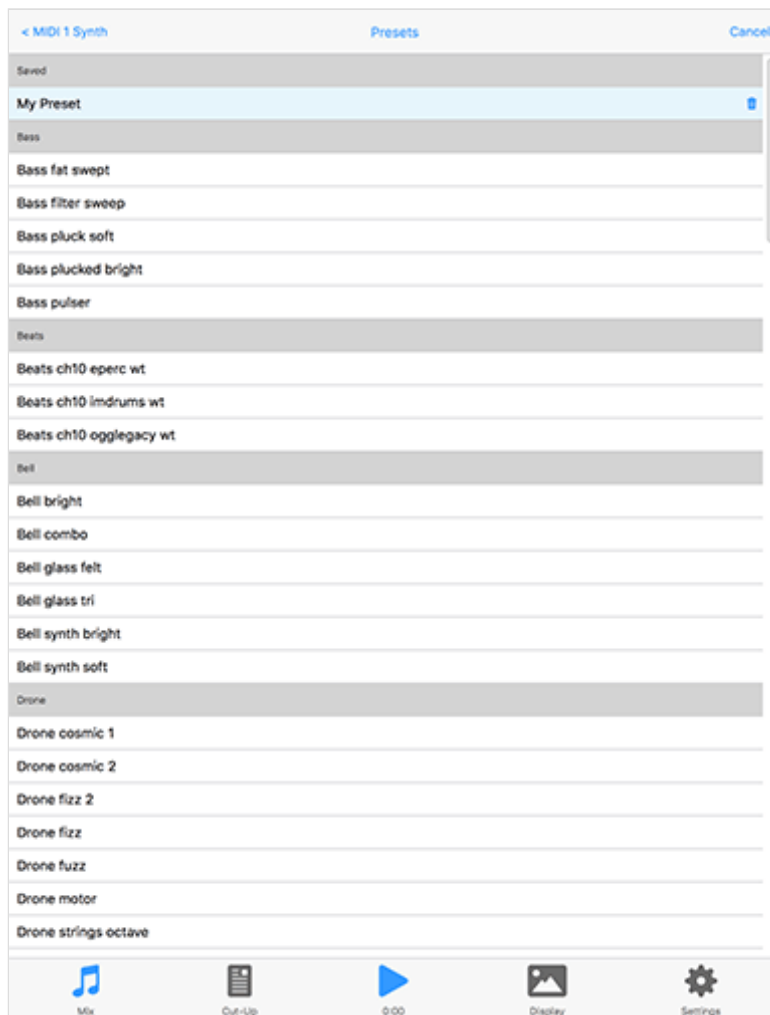 < MIDI 1 Synth Presets Cancel
Saved
My Preset
Bass
Bass fat swept
Bass filter sweep
Bass pluck soft
Bass plucked bright
Bass pulser
Beats
Beats ch10 eperc wt
Beats ch10 imdrums wt
Beats ch10 ogglegacy wt
Bell
Bell bright
Bell combo
Bell glass felt
Bell glass tri
Bell synth bright
Bell synth soft
Drone
Drone cosmic 1
Drone cosmic 2
Drone fizz 2
Drone fizz
Drone fuzz
Drone motor
Drone strings octave
Mix Cut-Up 0:00 Display Settings